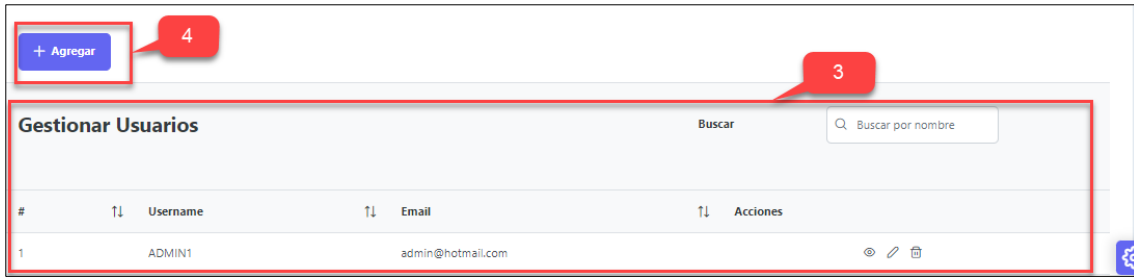 4
+ Agregar
3
Gestionar Usuarios Buscar Buscar por nombre
# Username Email Acciones
1 ADMIN1 admin@hotmail.com